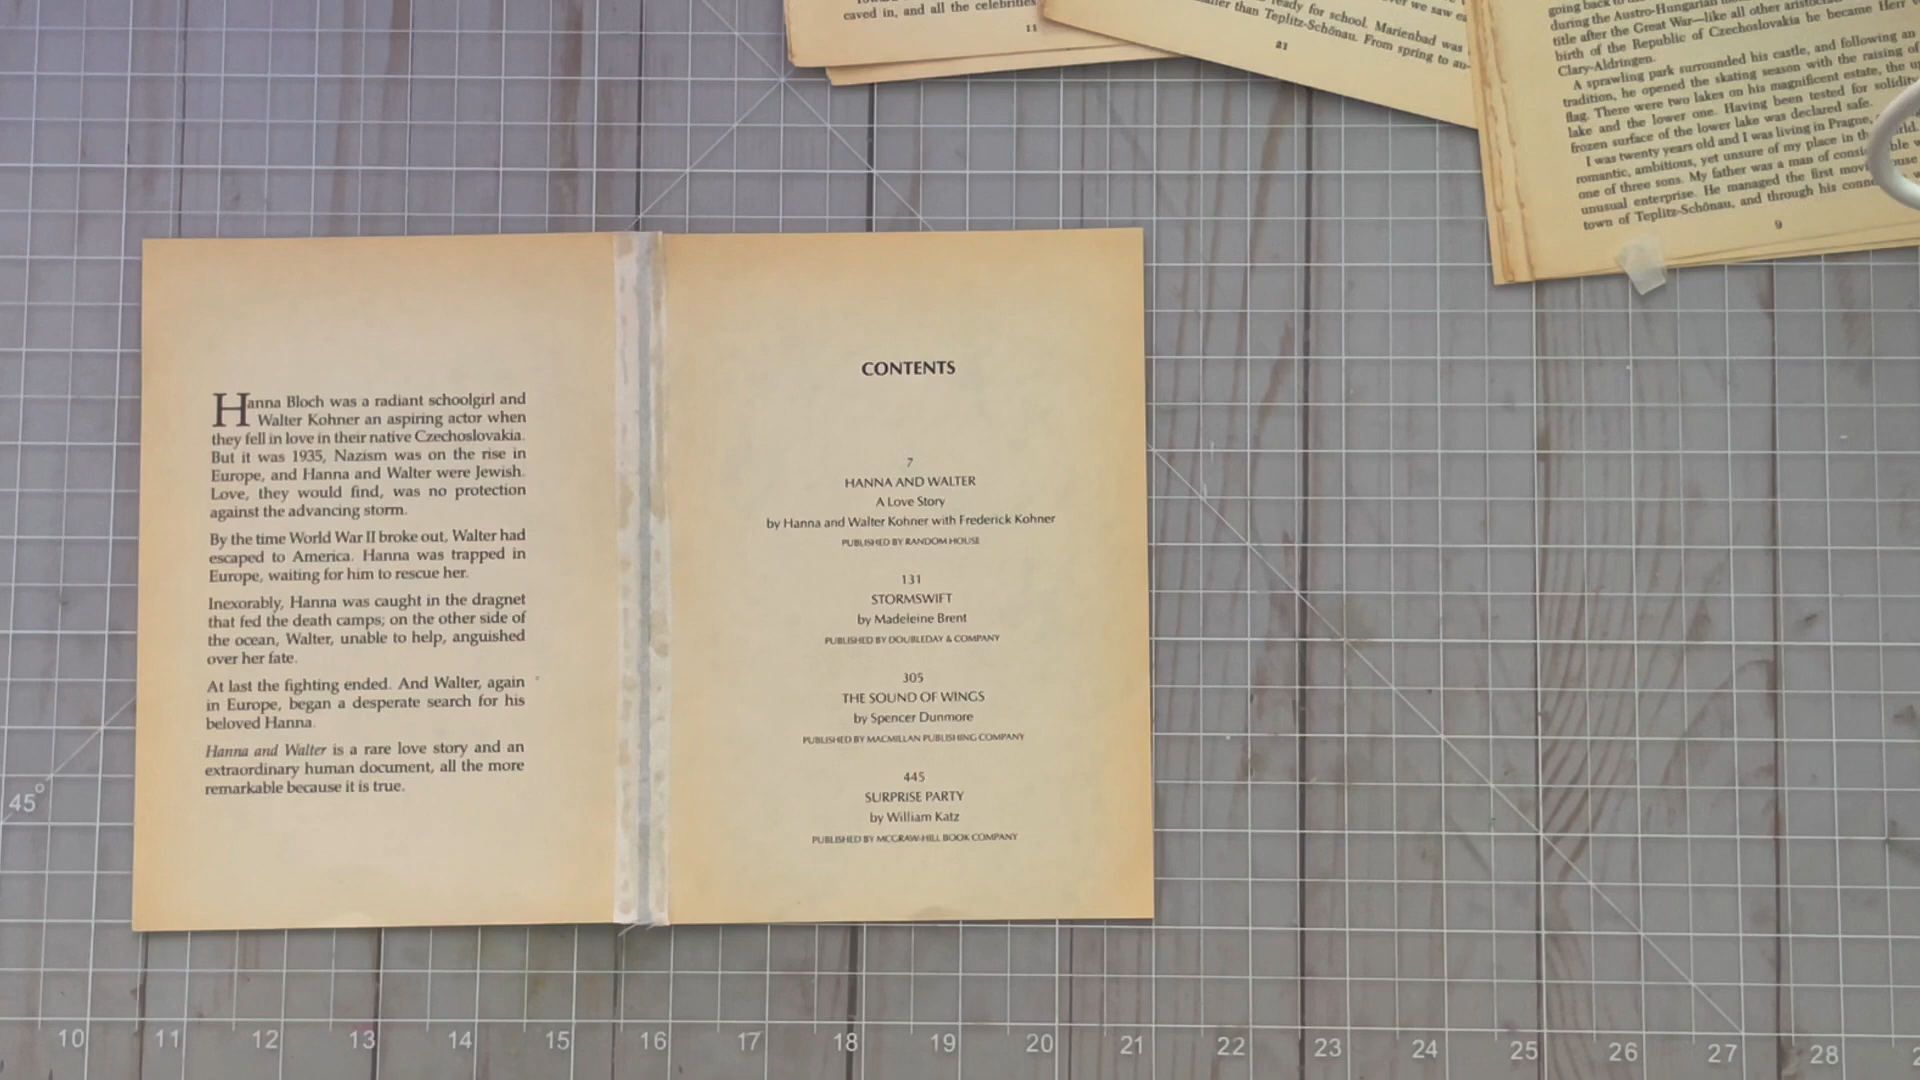 caved in, and all the celebrities
11
ready for school. Marienbad was
than Teplitz-Schönau. From spring to au-
21
during the Austro-Hungarian
title after the Great War—like all other
birth of the Republic of Czechoslovakia he became Herr
Clary-Aldringen.
A sprawling park surrounded his castle, and following an
tradition, he opened the skating season with the raising of
flag. There were two lakes on his magnificent estate, the
lake and the lower one. Having been tested for solidity
frozen surface of the lower lake was declared safe.
I was twenty years old and I was living in Prague,
romantic, ambitious, yet unsure of my place in the
one of three sons. My father was a man of
unusual enterprise. He managed the first
town of Teplitz-Schönau, and through his
9
Hanna Bloch was a radiant schoolgirl and
Walter Kohner an aspiring actor when
they fell in love in their native Czechoslovakia.
But it was 1935, Nazism was on the rise in
Europe, and Hanna and Walter were Jewish.
Love, they would find, was no protection
against the advancing storm.
By the time World War II broke out, Walter had
escaped to America. Hanna was trapped in
Europe, waiting for him to rescue her.
Inexorably, Hanna was caught in the dragnet
that fed the death camps; on the other side of
the ocean, Walter, unable to help, anguished
over her fate.
At last the fighting ended. And Walter, again
in Europe, began a desperate search for his
beloved Hanna.
Hanna and Walter is a rare love story and an
extraordinary human document, all the more
remarkable because it is true.
CONTENTS
7
HANNA AND WALTER
A Love Story
by Hanna and Walter Kohner with Frederick Kohner
PUBLISHED BY RANDOM HOUSE
131
STORMSWIFT
by Madeleine Brent
PUBLISHED BY DOUBLEDAY & COMPANY
305
THE SOUND OF WINGS
by Spencer Dunmore
PUBLISHED BY MACMILLAN PUBLISHING COMPANY
445
SURPRISE PARTY
by William Katz
PUBLISHED BY MCGRAW-HILL BOOK COMPANY
45°
10 11 12 13 14 15 16 17 18 19 20 21 22 23 24 25 26 27 28